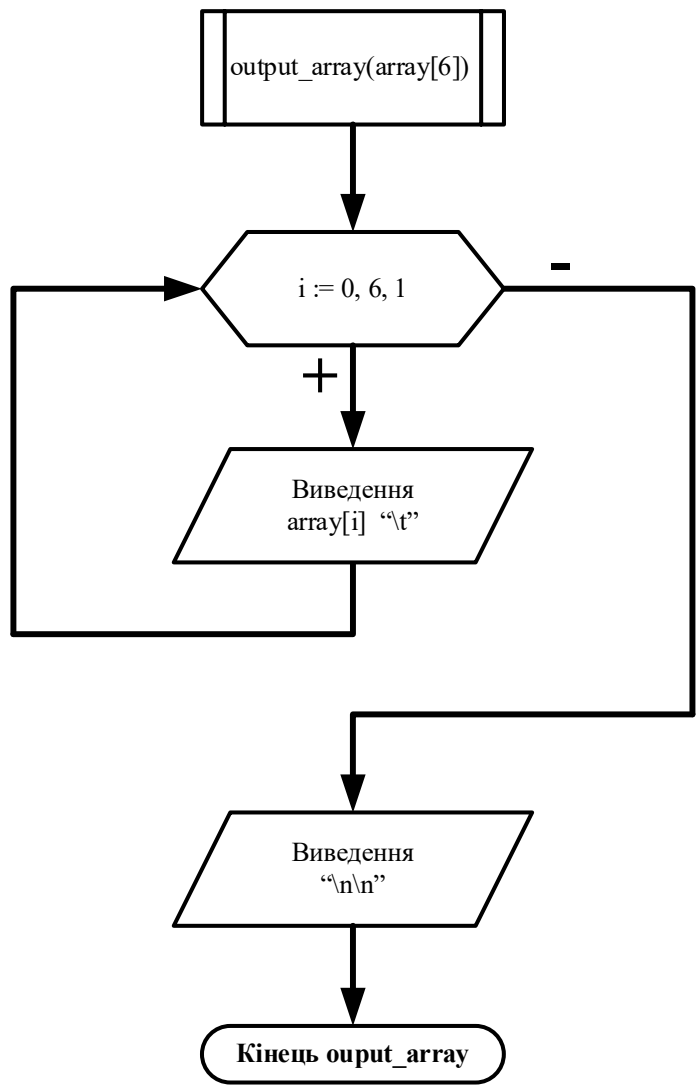 output_array(array[6])
i := 0, 6, 1
-
+
Виведення
array[i] “\t”
Виведення
“\n\n”
Кінець ouput_array